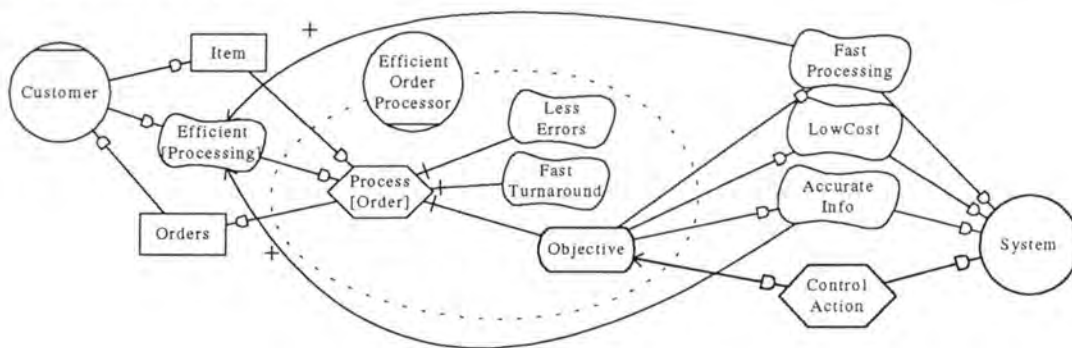 +
Item
Customer
Efficient
Order
Processor
Fast
Processing
Less
Errors
Efficient
[Processing]
LowCost
Process
[Order]
Fast
Turnaround
Accurate
Info
Orders
+
Objective
System
Control
Action